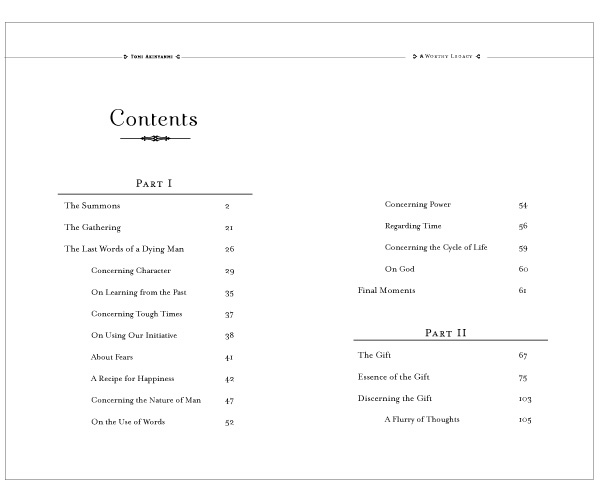 Tomi Akinyanmi
A Worthy Legacy
Contents
Part I
The Summons 2
The Gathering 21
The Last Words of a Dying Man 26
Concerning Character 29
On Learning from the Past 35
Concerning Tough Times 37
On Using Our Initiative 38
About Fears 41
A Recipe for Happiness 42
Concerning the Nature of Man 47
On the Use of Words 52
Concerning Power 54
Regarding Time 56
Concerning the Cycle of Life 59
On God 60
Final Moments 61
Part II
The Gift 67
Essence of the Gift 75
Discerning the Gift 103
A Flurry of Thoughts 105